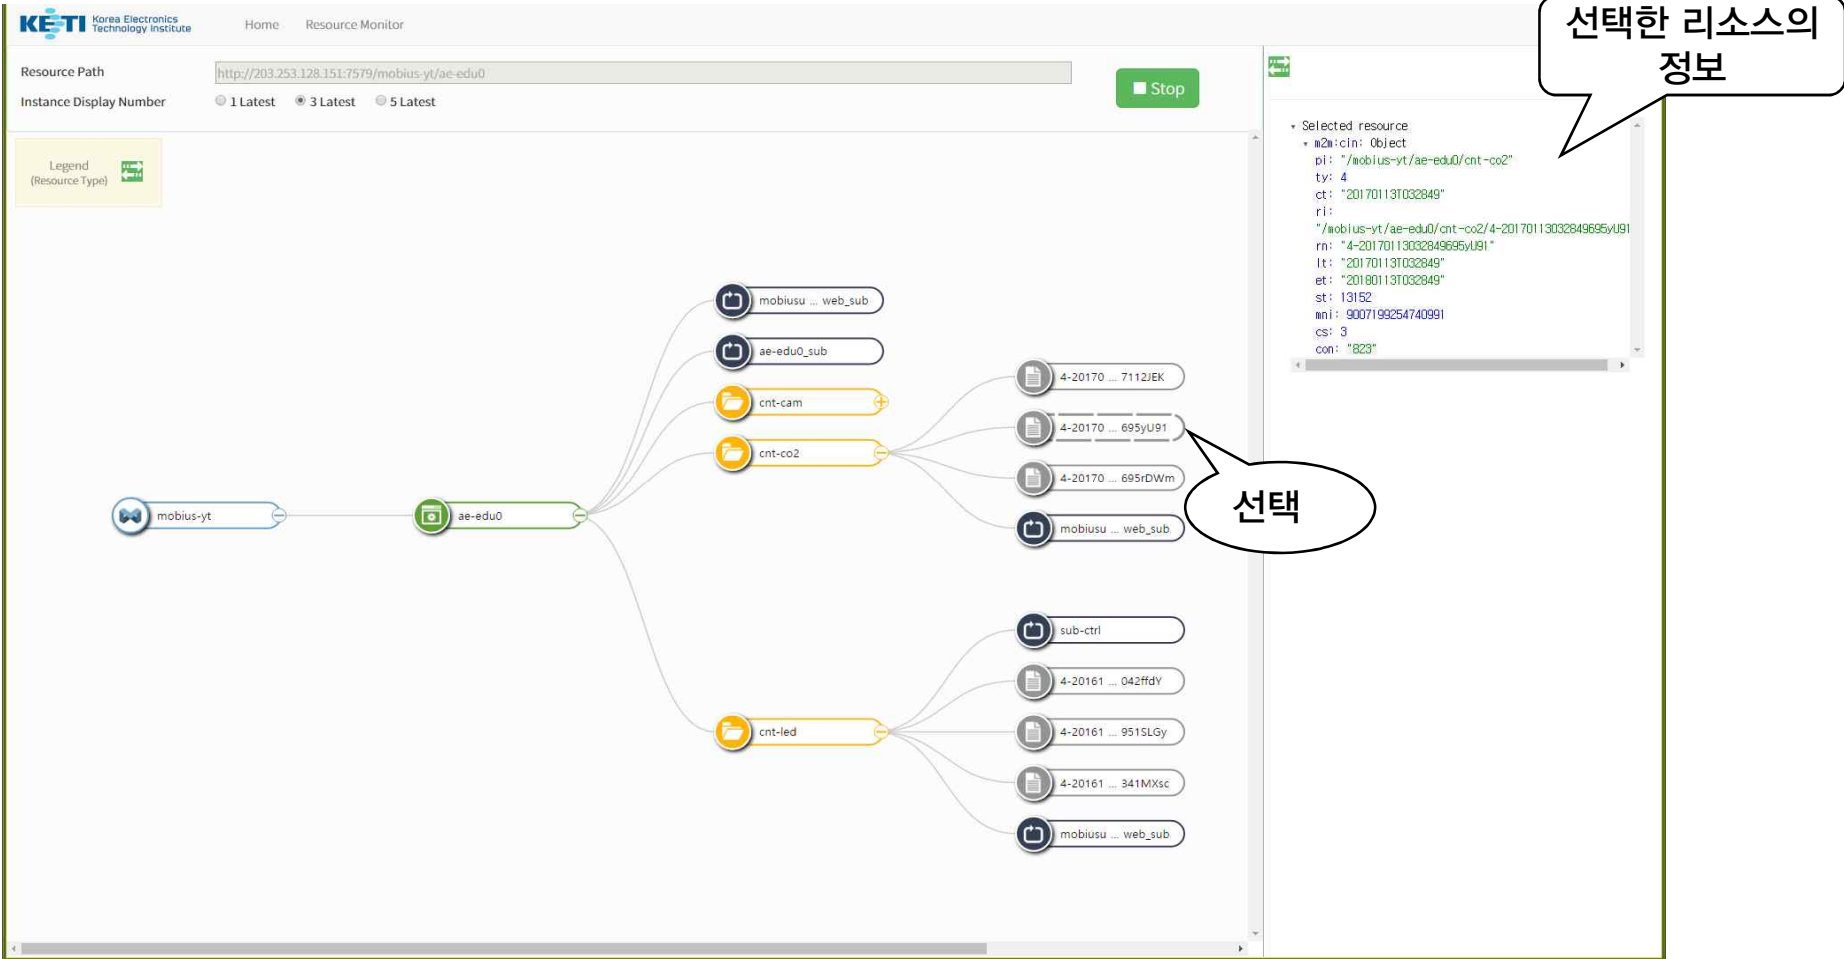 KETI Korea Electronics Technology Institute
Home Resource Monitor
선택한 리소스의
정보
Resource Path http://203.253.128.151:7579/mobius-yt/ae-edu0
Instance Display Number 1 Latest 3 Latest 5 Latest
Stop
Legend
(Resource Type)
Selected resource
m2m:cin: Object
pi: "/mobius-yt/ae-edu0/cnt-co2"
ty: 4
ct: "20170113T032849"
ri:
"/mobius-yt/ae-edu0/cnt-co2/4-20170113032849695yU91
rn: "4-20170113032849695yU91"
lt: "20170113T032849"
et: "20180113T032849"
st: 13152
mni: 9007199254740991
cs: 3
con: "823"
mobius-yt
ae-edu0
mobiusu ... web_sub
ae-edu0_sub
cnt-cam
cnt-co2
4-20170 ... 7112JEK
4-20170 ... 695yU91
4-20170 ... 695rDWm
mobiusu ... web_sub
선택
cnt-led
sub-ctrl
4-20161 ... 042ffdY
4-20161 ... 951SLGy
4-20161 ... 341MXsc
mobiusu ... web_sub